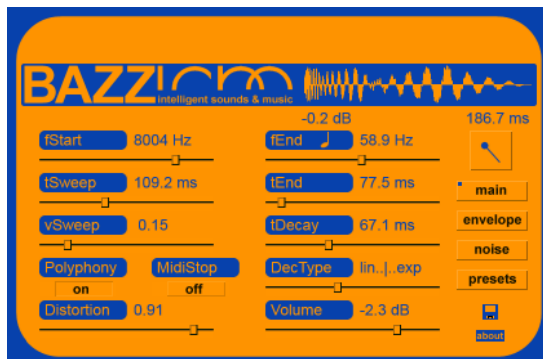 BAZZ ism
intelligent sounds & music
-0.2 dB 186.7 ms
fStart 8004 Hz fEnd 58.9 Hz
tSweep 109.2 ms tEnd 77.5 ms
main
vSweep 0.15 tDecay 67.1 ms
envelope
noise
Polyphony MidiStop DecType lin..|..exp
on off
presets
Distortion 0.91 Volume -2.3 dB
about